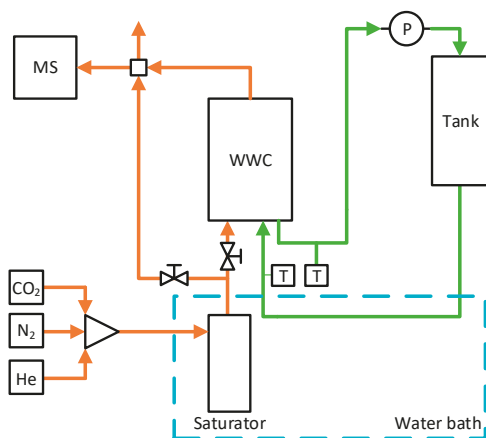 P
MS
Tank
WWC
T
T
CO₂
N₂
He
Saturator
Water bath